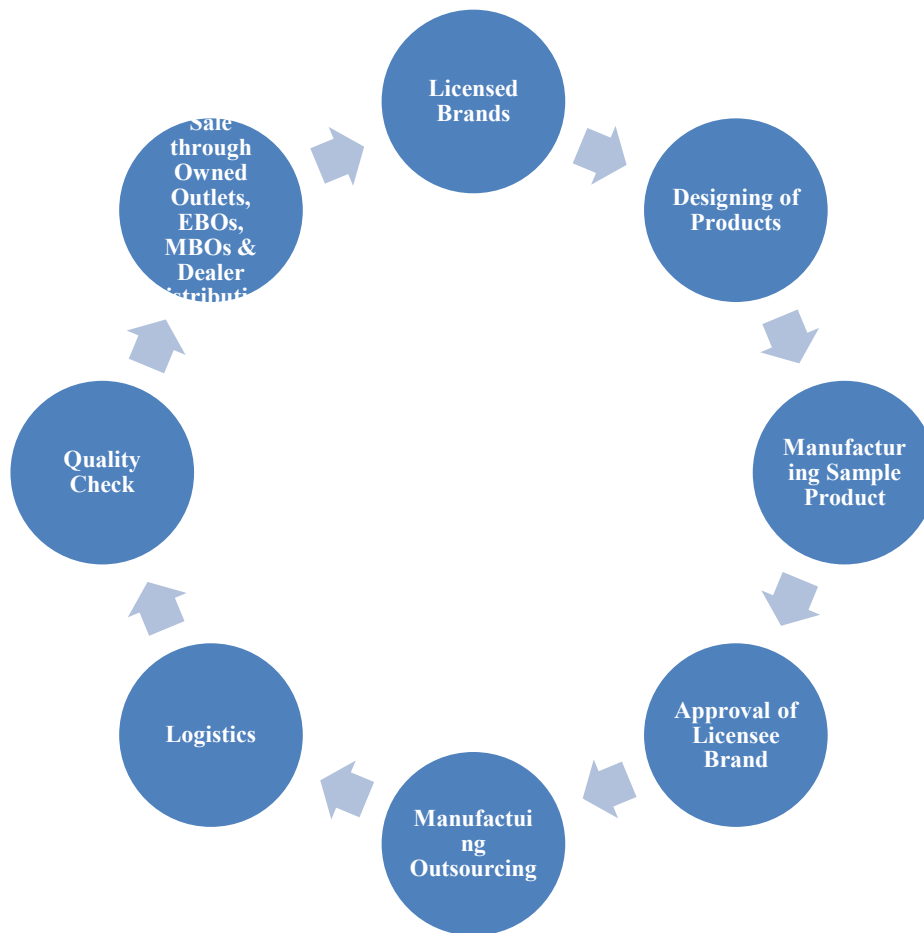 Licensed
Brands
Designing of
Products
Manufactur
ing Sample
Product
Approval of
Licensee
Brand
Manufactui
ng
Outsourcing
Logistics
Quality
Check
Sale
through
Owned
Outlets,
EBOs,
MBOs &
Dealer